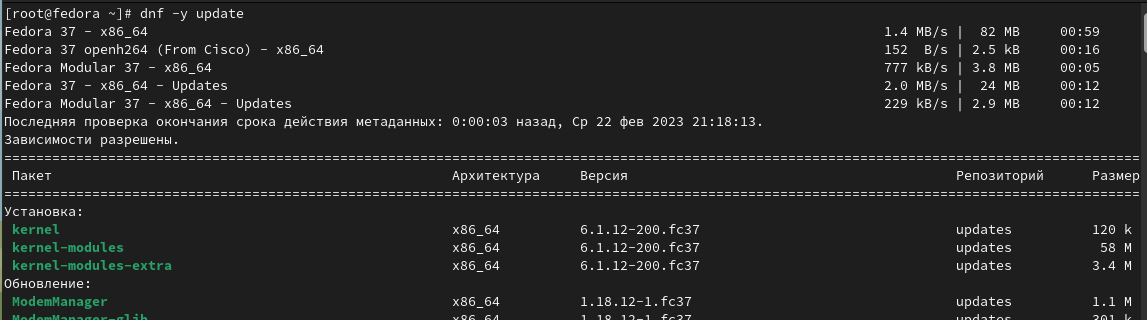 [root@fedora ~]# dnf -y update
Fedora 37 - x86_64 1.4 MB/s | 82 MB 00:59
Fedora 37 openh264 (From Cisco) - x86_64 152 B/s | 2.5 kB 00:16
Fedora Modular 37 - x86_64 777 kB/s | 3.8 MB 00:05
Fedora 37 - x86_64 - Updates 2.0 MB/s | 24 MB 00:12
Fedora Modular 37 - x86_64 - Updates 229 kB/s | 2.9 MB 00:12
Последняя проверка окончания срока действия метаданных: 0:00:03 назад, Ср 22 фев 2023 21:18:13.
Зависимости разрешены.
Пакет Архитектура Версия Репозиторий Размер
Установка:
kernel x86_64 6.1.12-200.fc37 updates 120 k
kernel-modules x86_64 6.1.12-200.fc37 updates 58 M
kernel-modules-extra x86_64 6.1.12-200.fc37 updates 3.4 M
Обновление:
ModemManager x86_64 1.18.12-1.fc37 updates 1.1 M
ModemManager-glib x86_64 1.18.12-1.fc37 updates 301 k